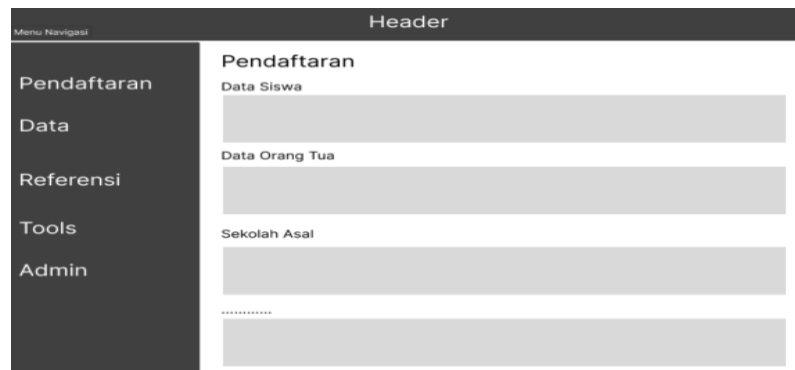 Header
Menu Navigasi
Pendaftaran
Data
Referensi
Tools
Admin
Pendaftaran
Data Siswa
Data Orang Tua
Sekolah Asal
............